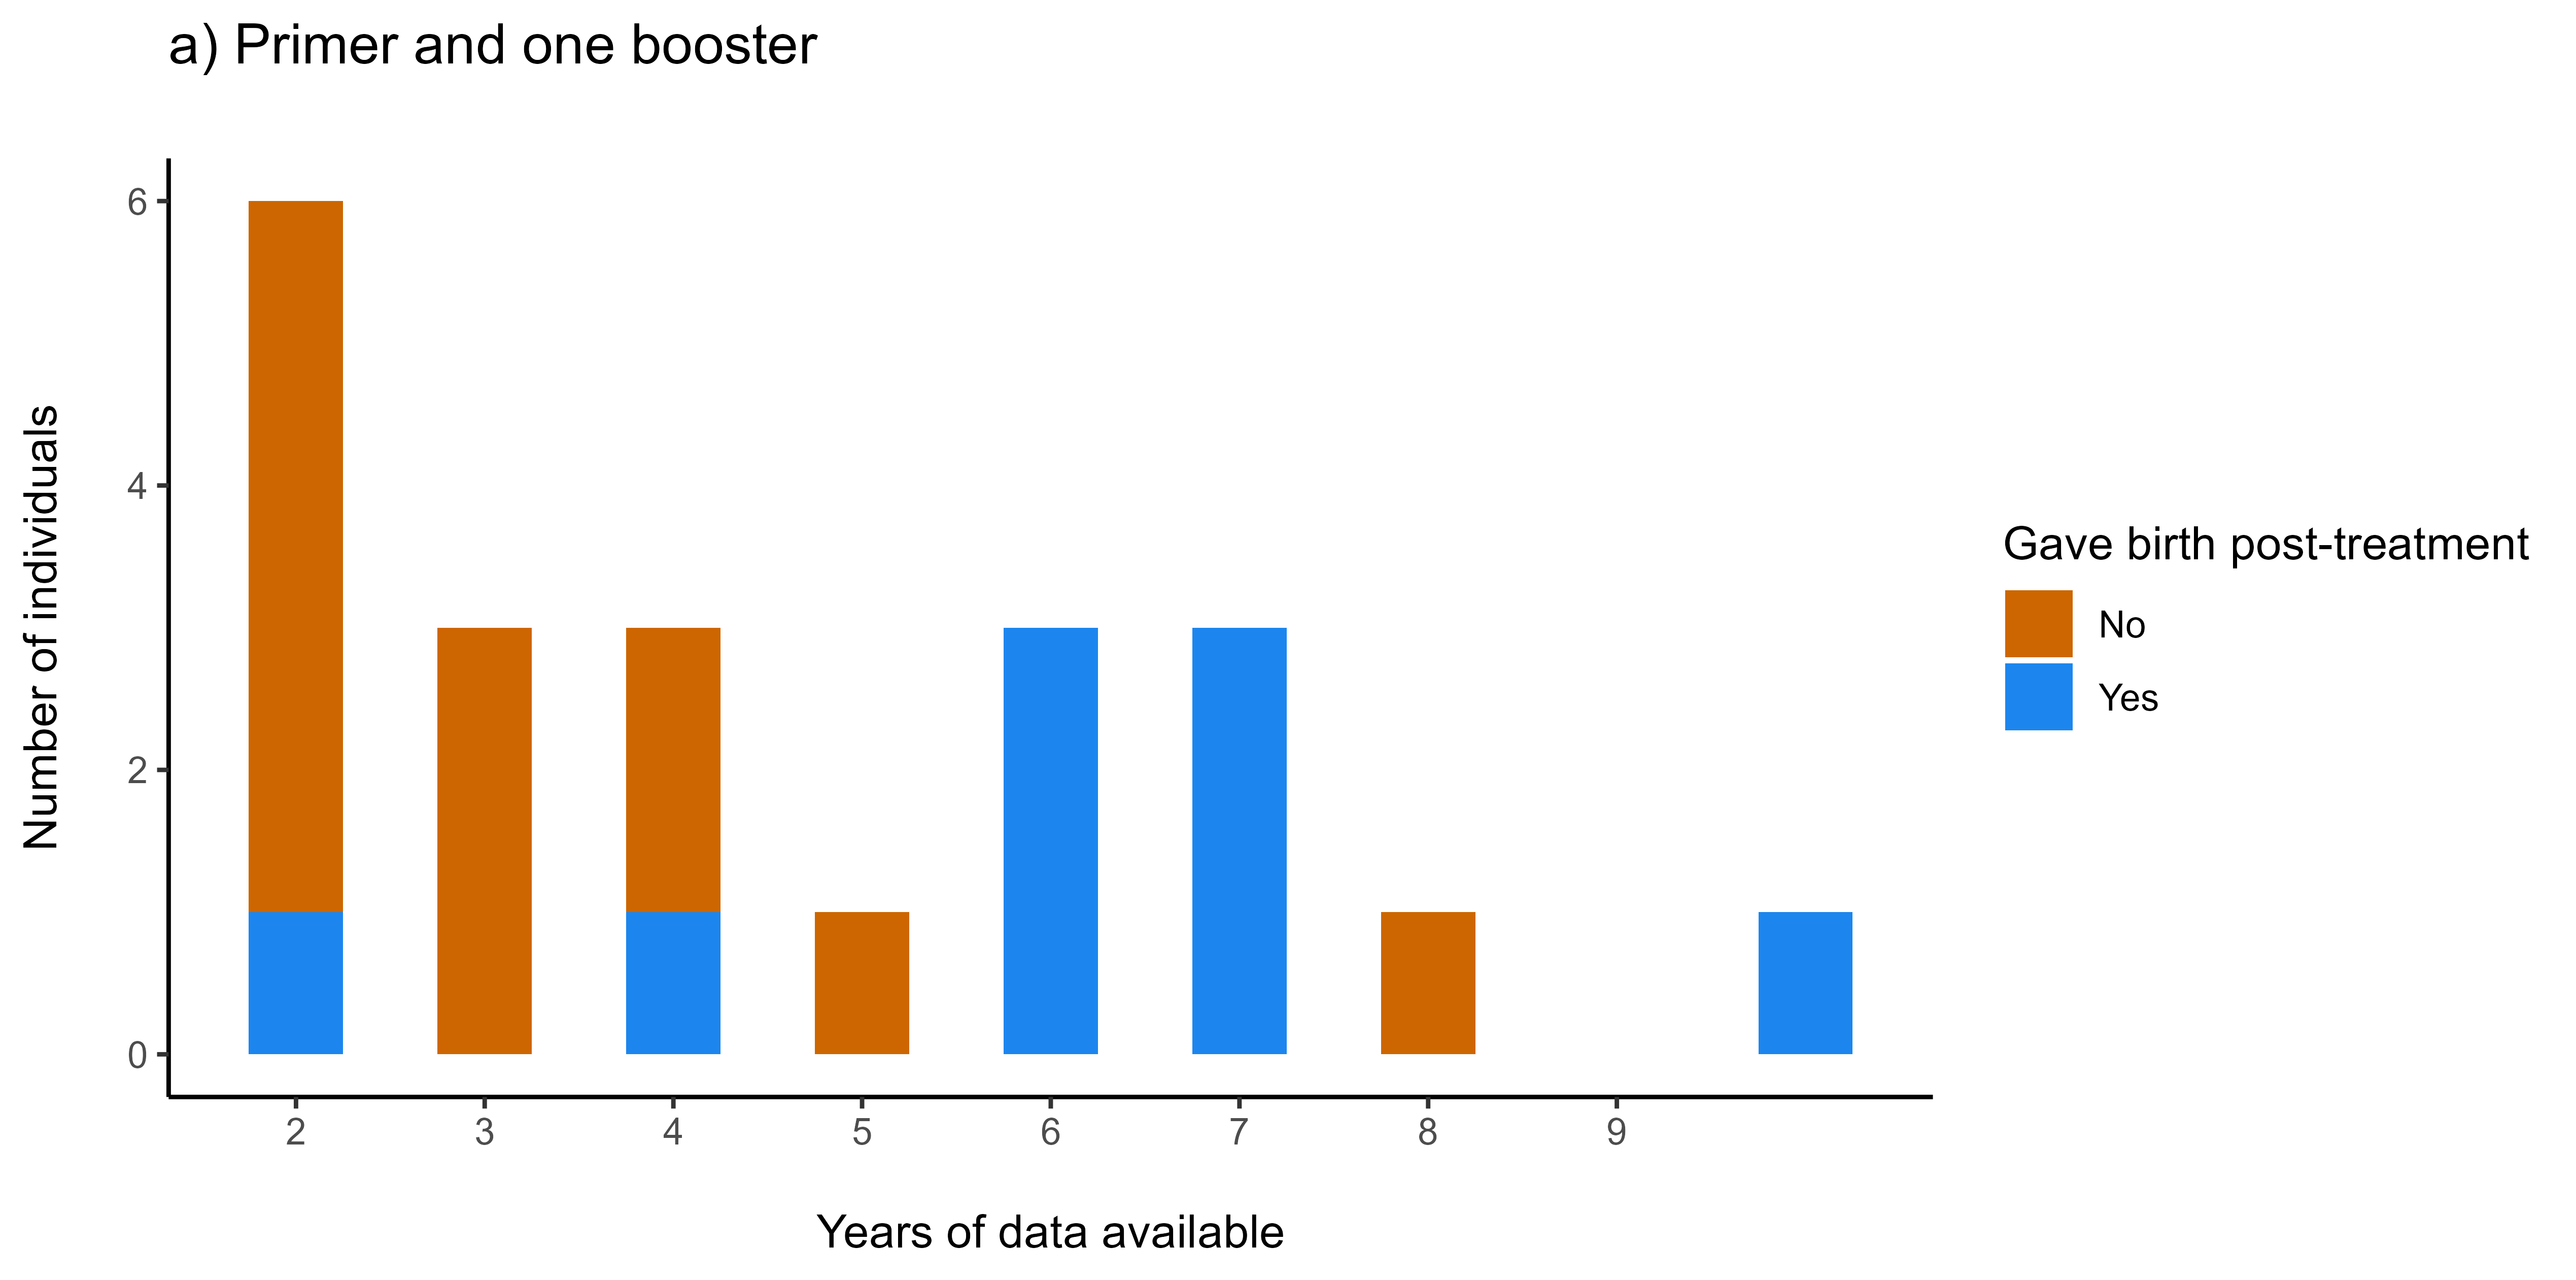 a) Primer and one booster
Number of individuals
6
4
2
0
2 3 4 5 6 7 8 9
Years of data available
Gave birth post-treatment
No
Yes